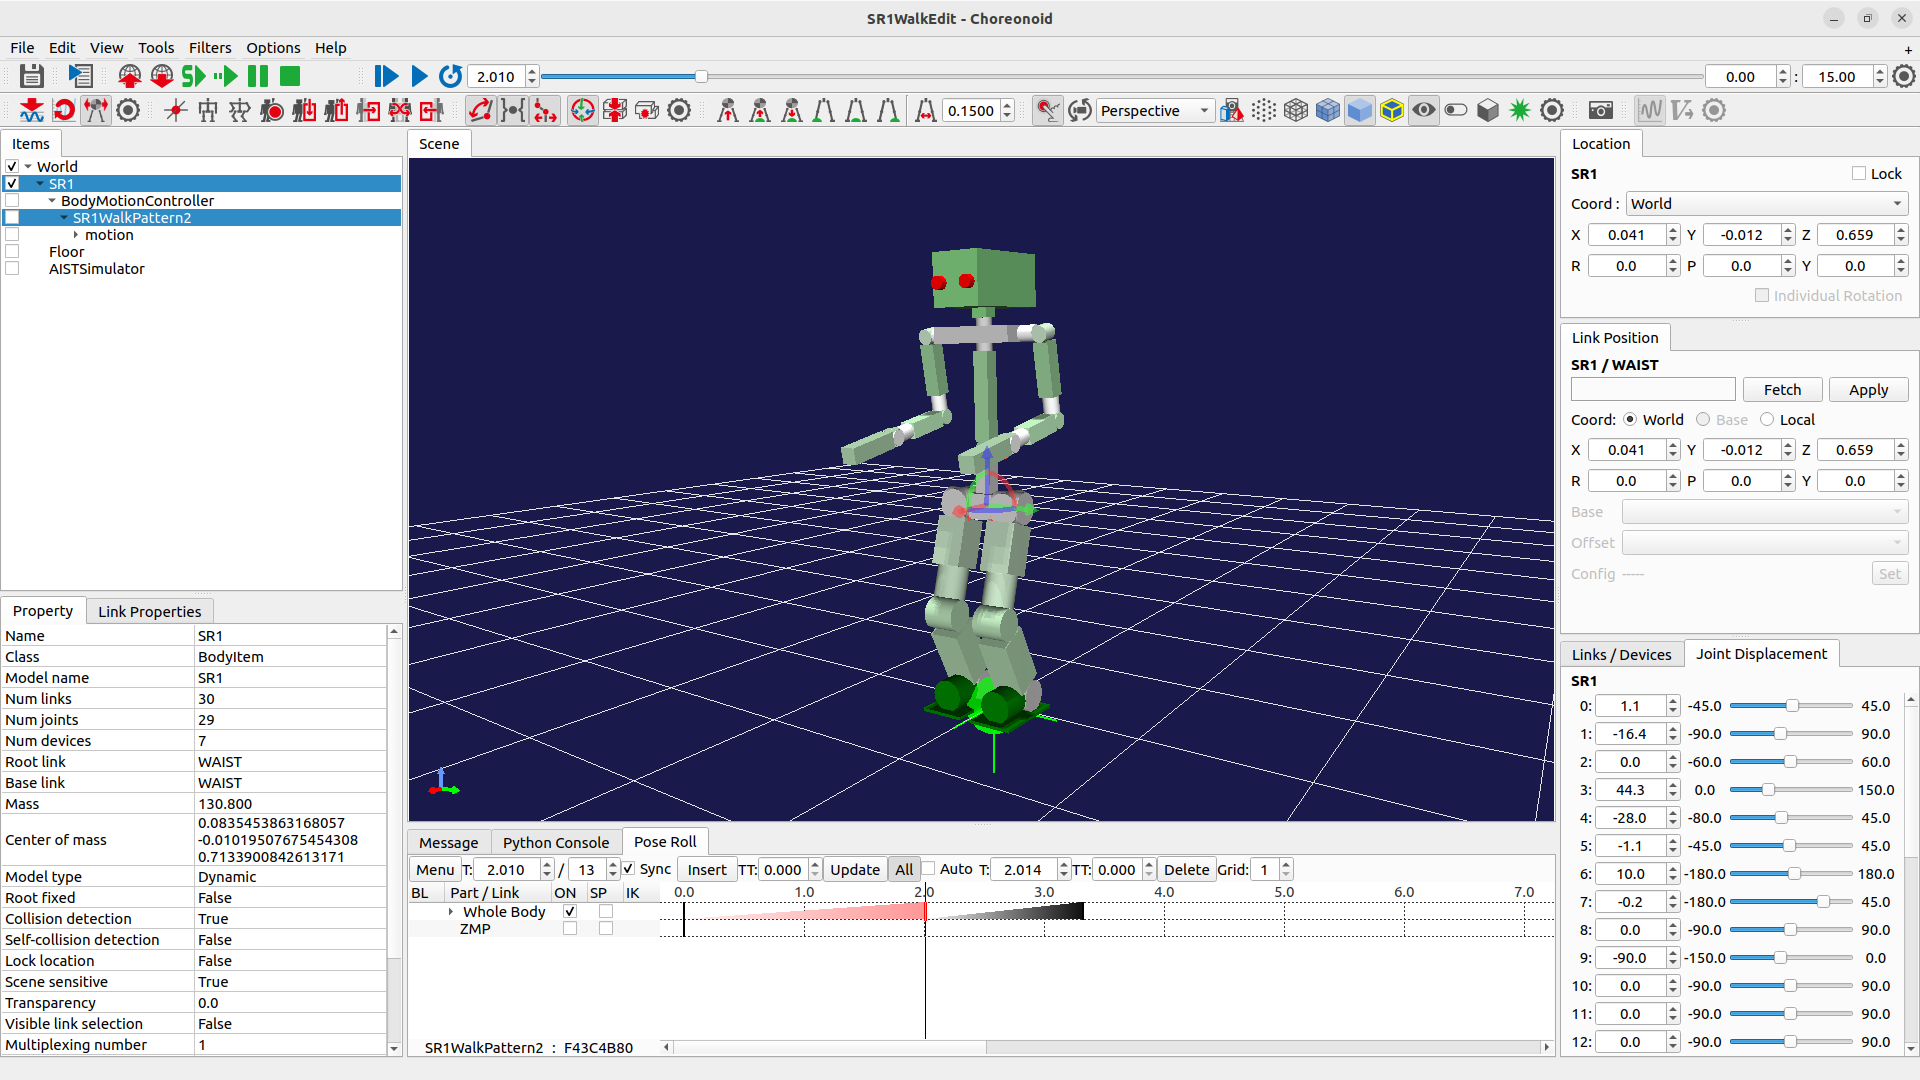 SR1WalkEdit - Choreonoid
File Edit View Tools Filters Options Help +
2.010 0.00 : 15.00
0.1500 Perspective
Items
World
SR1
BodyMotionController
SR1WalkPattern2
motion
Floor
AISTSimulator
Scene
Location
SR1 Lock
Coord : World
X 0.041 Y -0.012 Z 0.659
R 0.0 P 0.0 Y 0.0
Individual Rotation
Link Position
SR1 / WAIST
Fetch Apply
Coord: World Base Local
X 0.041 Y -0.012 Z 0.659
R 0.0 P 0.0 Y 0.0
Base
Offset
Config ----- Set
Property Link Properties
Name SR1
Class BodyItem
Model name SR1
Num links 30
Num joints 29
Num devices 7
Root link WAIST
Base link WAIST
Mass 130.800
Center of mass 0.0835453863168057
-0.01019507675454308
0.7133900842613171
Model type Dynamic
Root fixed False
Collision detection True
Self-collision detection False
Lock location False
Scene sensitive True
Transparency 0.0
Visible link selection False
Multiplexing number 1
Message Python Console Pose Roll
Menu T: 2.010 / 13 Sync Insert TT: 0.000 Update All Auto T: 2.014 TT: 0.000 Delete Grid: 1
BL Part / Link ON SP IK 0.0 1.0 2.0 3.0 4.0 5.0 6.0 7.0
Whole Body
ZMP
SR1WalkPattern2 : F43C4B80
Links / Devices Joint Displacement
SR1
0: 1.1 -45.0 45.0
1: -16.4 -90.0 90.0
2: 0.0 -60.0 60.0
3: 44.3 0.0 150.0
4: -28.0 -80.0 45.0
5: -1.1 -45.0 45.0
6: 10.0 -180.0 180.0
7: -0.2 -180.0 45.0
8: 0.0 -90.0 90.0
9: -90.0 -150.0 0.0
10: 0.0 -90.0 90.0
11: 0.0 -90.0 90.0
12: 0.0 -90.0 90.0